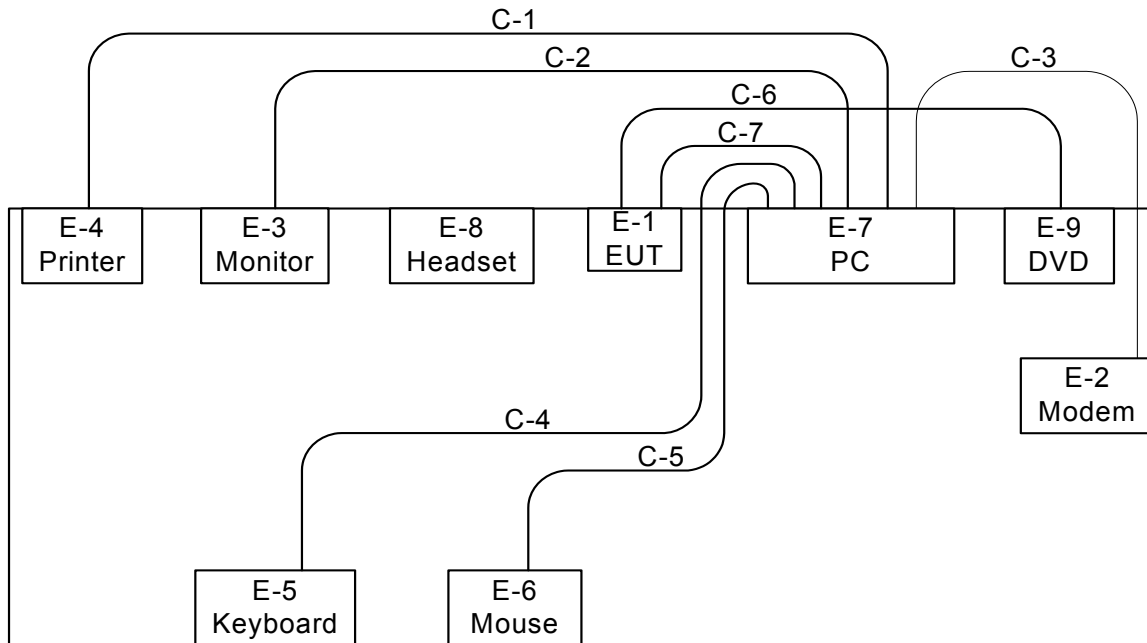 C-1
C-2
C-3
C-6
C-7
E-4
Printer
E-3
Monitor
E-8
Headset
E-1
EUT
E-7
PC
E-9
DVD
E-2
Modem
C-4
C-5
E-5
Keyboard
E-6
Mouse